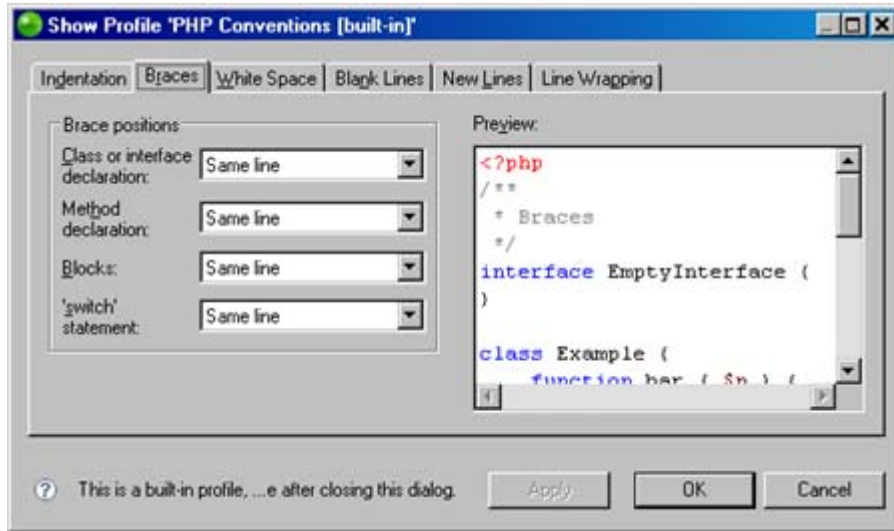 Show Profile 'PHP Conventions [built-in]'
Indentation Braces White Space Blank Lines New Lines Line Wrapping
Brace positions
Class or interface
declaration:
Same line
Method
declaration:
Same line
Blocks:
Same line
'switch'
statement:
Same line
Preview:
<?php
/**
 * Braces
 */
interface EmptyInterface {
}
class Example {
function bar ( $p ) {
This is a built-in profile, ...e after closing this dialog.
Apply
OK
Cancel